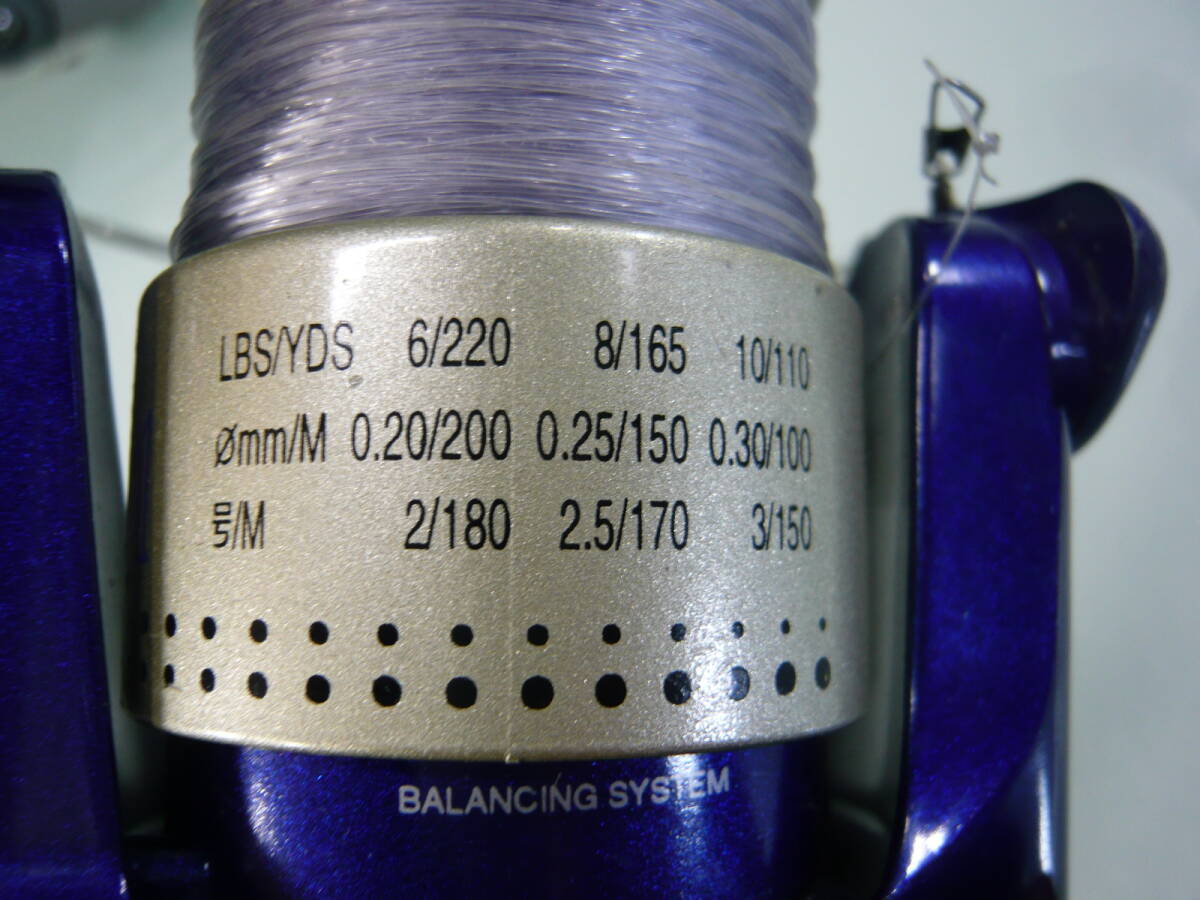 LBS/YDS 6/220 8/165 10/110
Ømm/M 0.20/200 0.25/150 0.30/100
号/M 2/180 2.5/170 3/150
BALANCING SYSTEM